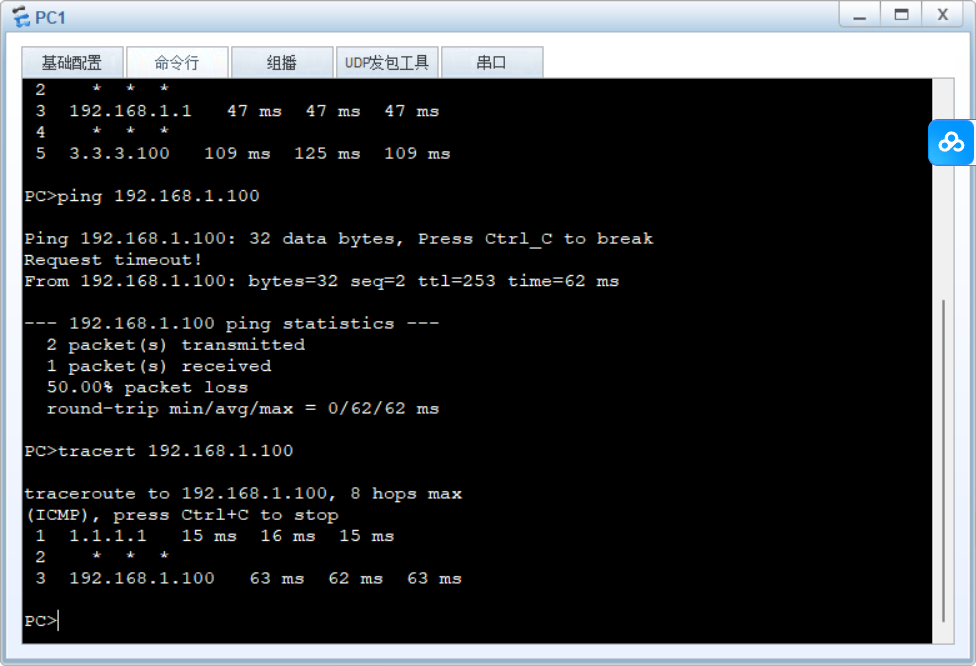 PC1
基础配置 命令行 组播 UDP发包工具 串口
2 * * *
3 192.168.1.1 47 ms 47 ms 47 ms
4 * * *
5 3.3.3.100 109 ms 125 ms 109 ms
PC>ping 192.168.1.100
Ping 192.168.1.100: 32 data bytes, Press Ctrl_C to break
Request timeout!
From 192.168.1.100: bytes=32 seq=2 ttl=253 time=62 ms
--- 192.168.1.100 ping statistics ---
2 packet(s) transmitted
1 packet(s) received
50.00% packet loss
round-trip min/avg/max = 0/62/62 ms
PC>tracert 192.168.1.100
traceroute to 192.168.1.100, 8 hops max
(ICMP), press Ctrl+C to stop
1 1.1.1.1 15 ms 16 ms 15 ms
2 * * *
3 192.168.1.100 63 ms 62 ms 63 ms
PC>